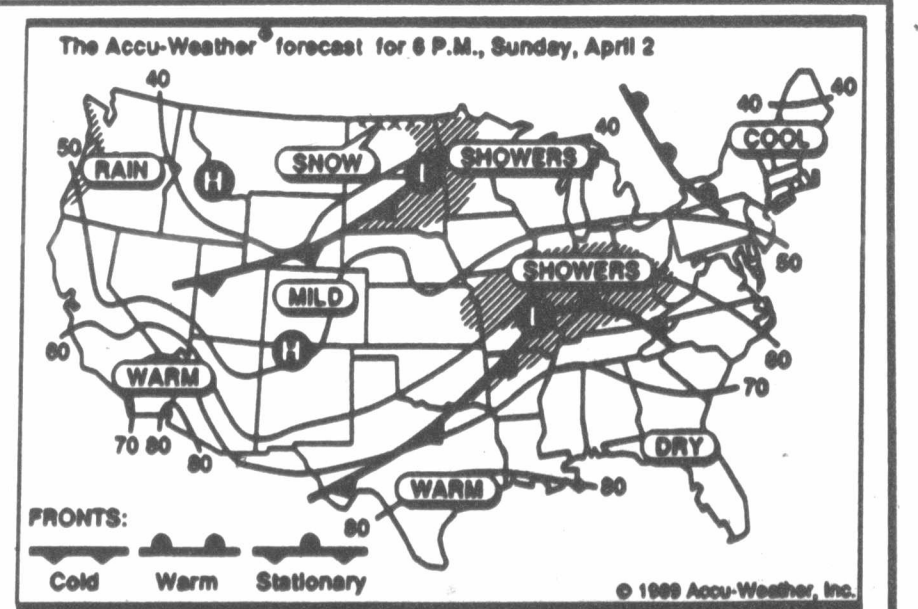 The Accu-Weather® forecast for 6 P.M., Sunday, April 2
40
40
40
COOL
50
RAIN
H
SNOW
SHOWERS
40
SHOWERS
50
MILD
60
H
WARM
60
70
70 80
80
DRY
WARM
80
80
FRONTS:
Cold Warm Stationary
© 1989 Accu-Weather, Inc.